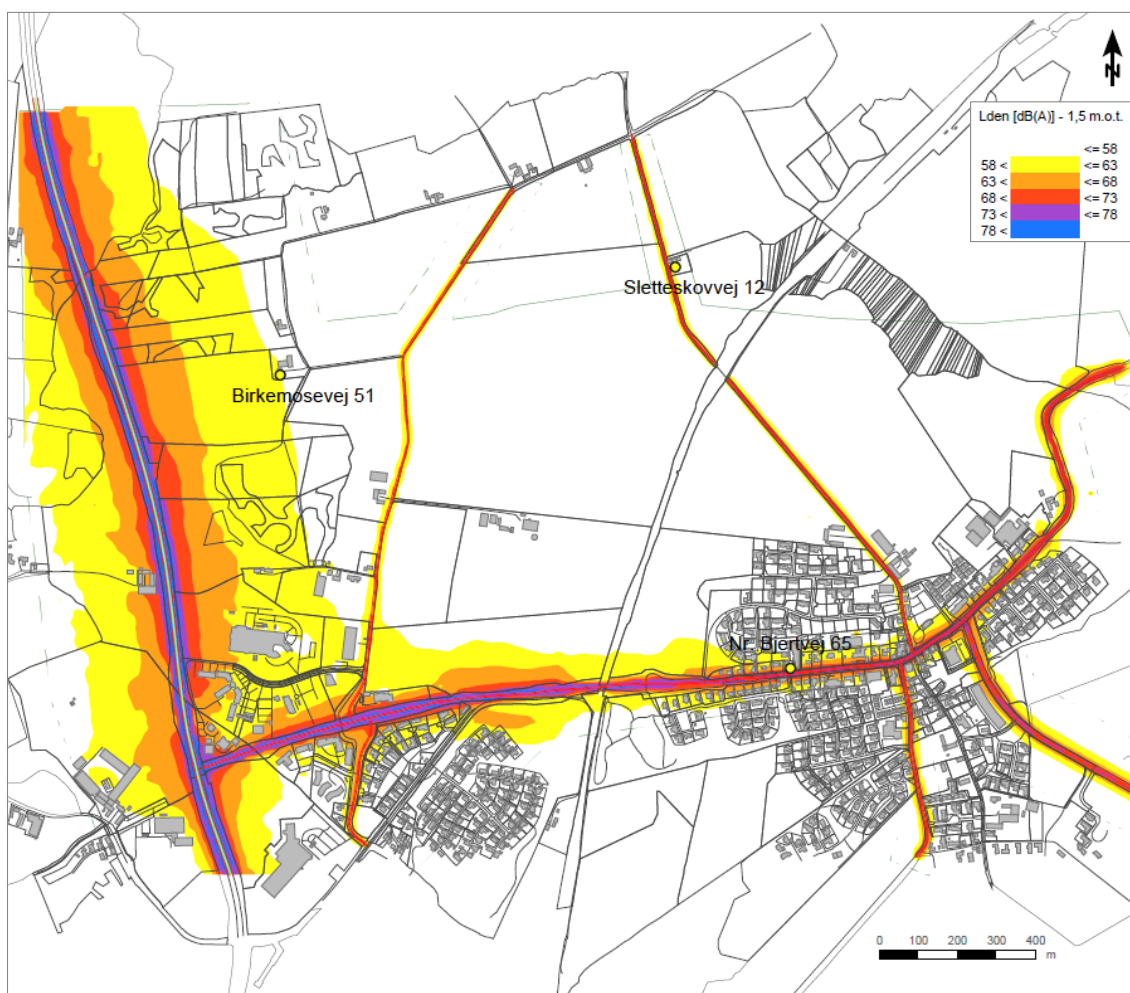 N
Lden [dB(A)] - 1,5 m.o.t.
<= 58
58 < <= 63
63 < <= 68
68 < <= 73
73 < <= 78
78 <
Sletteskovvej 12
Birkemosevej 51
Nr. Bjertvej 65
0 100 200 300 400
m